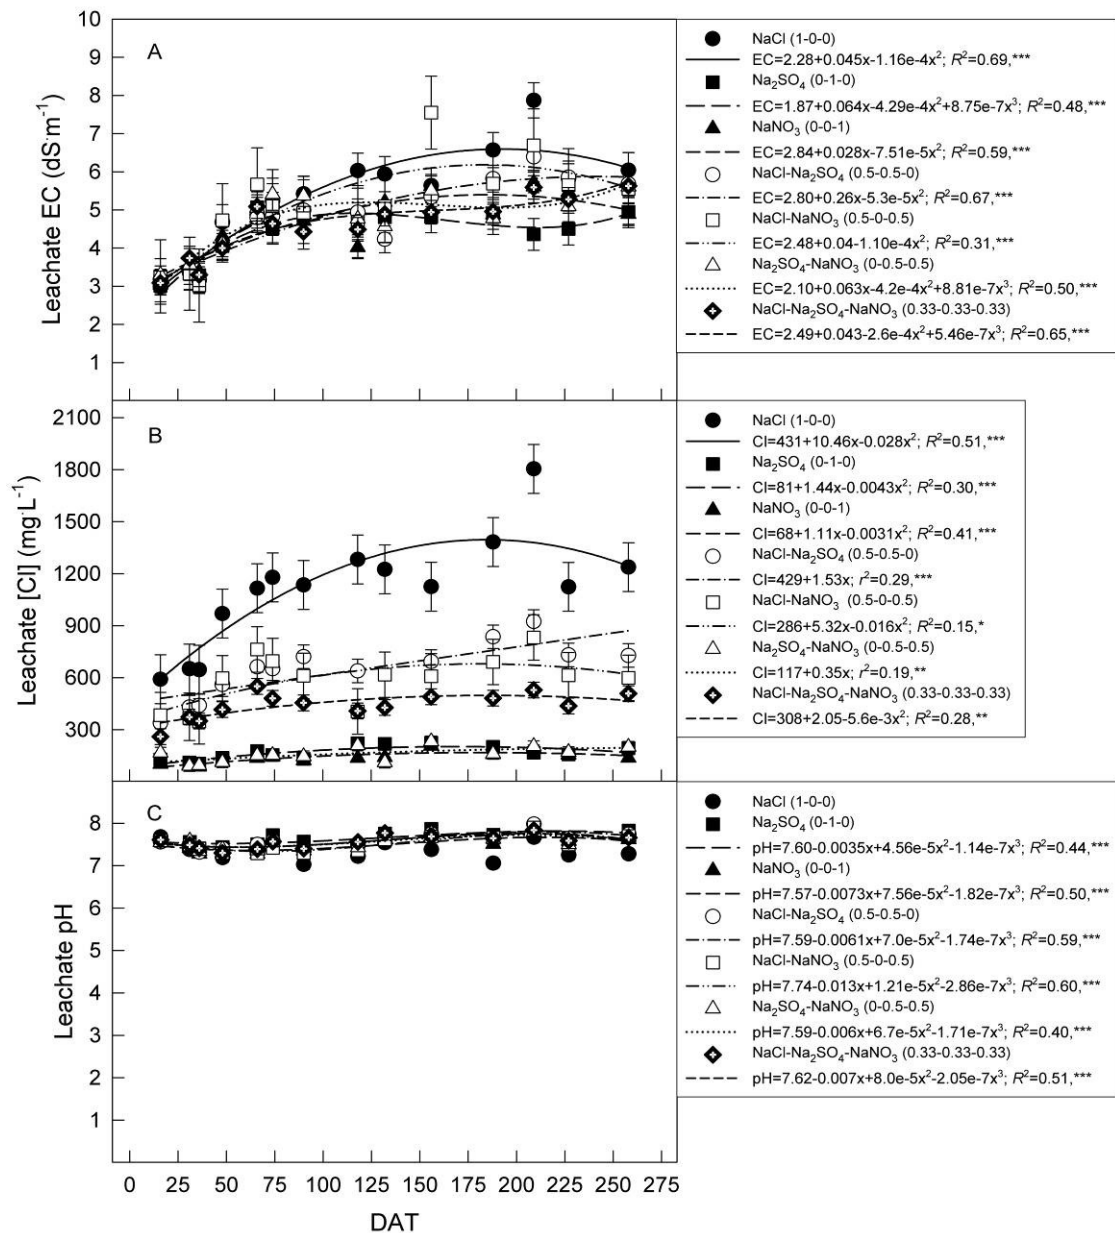 10
9
8
7
6
5
4
3
2
1
Leachate EC (dS·m⁻¹)
A
NaCl (1-0-0)
EC=2.28+0.045x-1.16e-4x²; R²=0.69,***
Na₂SO₄ (0-1-0)
EC=1.87+0.064x-4.29e-4x²+8.75e-7x³; R²=0.48,***
NaNO₃ (0-0-1)
EC=2.84+0.028x-7.51e-5x²; R²=0.59,***
NaCl-Na₂SO₄ (0.5-0.5-0)
EC=2.80+0.26x-5.3e-5x²; R²=0.67,***
NaCl-NaNO₃ (0.5-0-0.5)
EC=2.48+0.04-1.10e-4x²; R²=0.31,***
Na₂SO₄-NaNO₃ (0-0.5-0.5)
EC=2.10+0.063x-4.2e-4x²+8.81e-7x³; R²=0.50,***
NaCl-Na₂SO₄-NaNO₃ (0.33-0.33-0.33)
EC=2.49+0.043-2.6e-4x²+5.46e-7x³; R²=0.65,***
2100
1800
1500
1200
900
600
300
Leachate [Cl] (mg·L⁻¹)
B
NaCl (1-0-0)
Cl=431+10.46x-0.028x²; R²=0.51,***
Na₂SO₄ (0-1-0)
Cl=81+1.44x-0.0043x²; R²=0.30,***
NaNO₃ (0-0-1)
Cl=68+1.11x-0.0031x²; R²=0.41,***
NaCl-Na₂SO₄ (0.5-0.5-0)
Cl=429+1.53x; r²=0.29,***
NaCl-NaNO₃ (0.5-0-0.5)
Cl=286+5.32x-0.016x²; R²=0.15,*
Na₂SO₄-NaNO₃ (0-0.5-0.5)
Cl=117+0.35x; r²=0.19,**
NaCl-Na₂SO₄-NaNO₃ (0.33-0.33-0.33)
Cl=308+2.05-5.6e-3x²; R²=0.28,**
8
7
6
5
4
3
2
1
Leachate pH
C
NaCl (1-0-0)
Na₂SO₄ (0-1-0)
pH=7.60-0.0035x+4.56e-5x²-1.14e-7x³; R²=0.44,***
NaNO₃ (0-0-1)
pH=7.57-0.0073x+7.56e-5x²-1.82e-7x³; R²=0.50,***
NaCl-Na₂SO₄ (0.5-0.5-0)
pH=7.59-0.0061x+7.0e-5x²-1.74e-7x³; R²=0.59,***
NaCl-NaNO₃ (0.5-0-0.5)
pH=7.74-0.013x+1.21e-5x²-2.86e-7x³; R²=0.60,***
Na₂SO₄-NaNO₃ (0-0.5-0.5)
pH=7.59-0.006x+6.7e-5x²-1.71e-7x³; R²=0.40,***
NaCl-Na₂SO₄-NaNO₃ (0.33-0.33-0.33)
pH=7.62-0.007x+8.0e-5x²-2.05e-7x³; R²=0.51,***
0 25 50 75 100 125 150 175 200 225 250 275
DAT